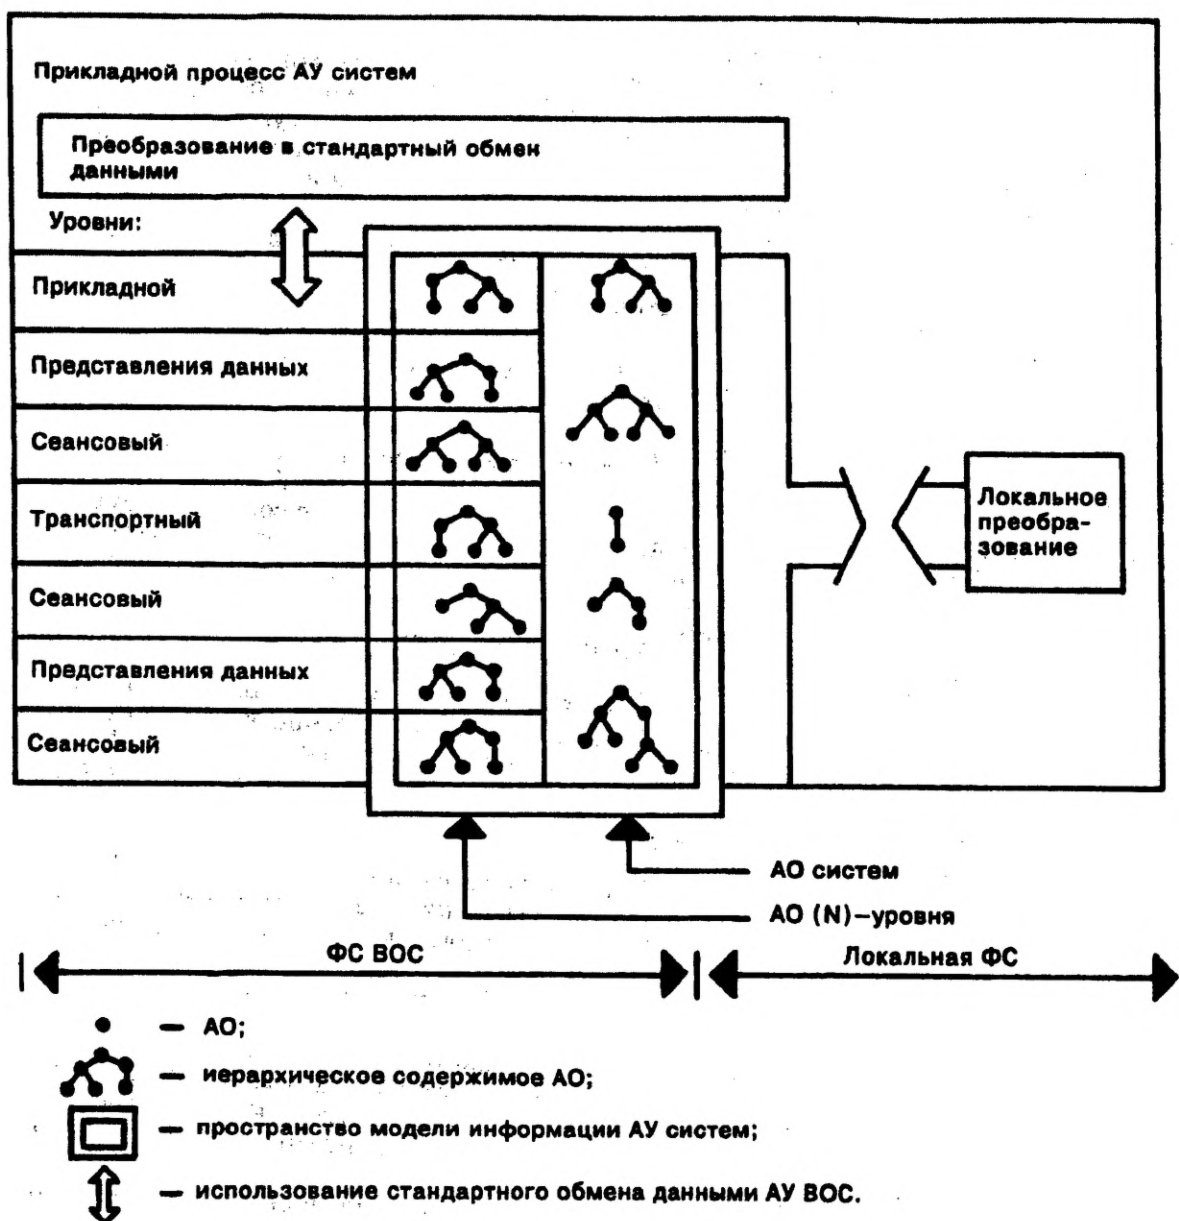 Прикладной процесс АУ систем
Преобразование в стандартный обмен
данными
Уровни:
Прикладной
Представления данных
Сеансовый
Транспортный
Сеансовый
Представления данных
Сеансовый
Локальное
преобра-
зование
АО систем
АО (N)—уровня
ФС ВОС
Локальная ФС
— АО;
— иерархическое содержимое АО;
— пространство модели информации АУ систем;
— использование стандартного обмена данными АУ ВОС.